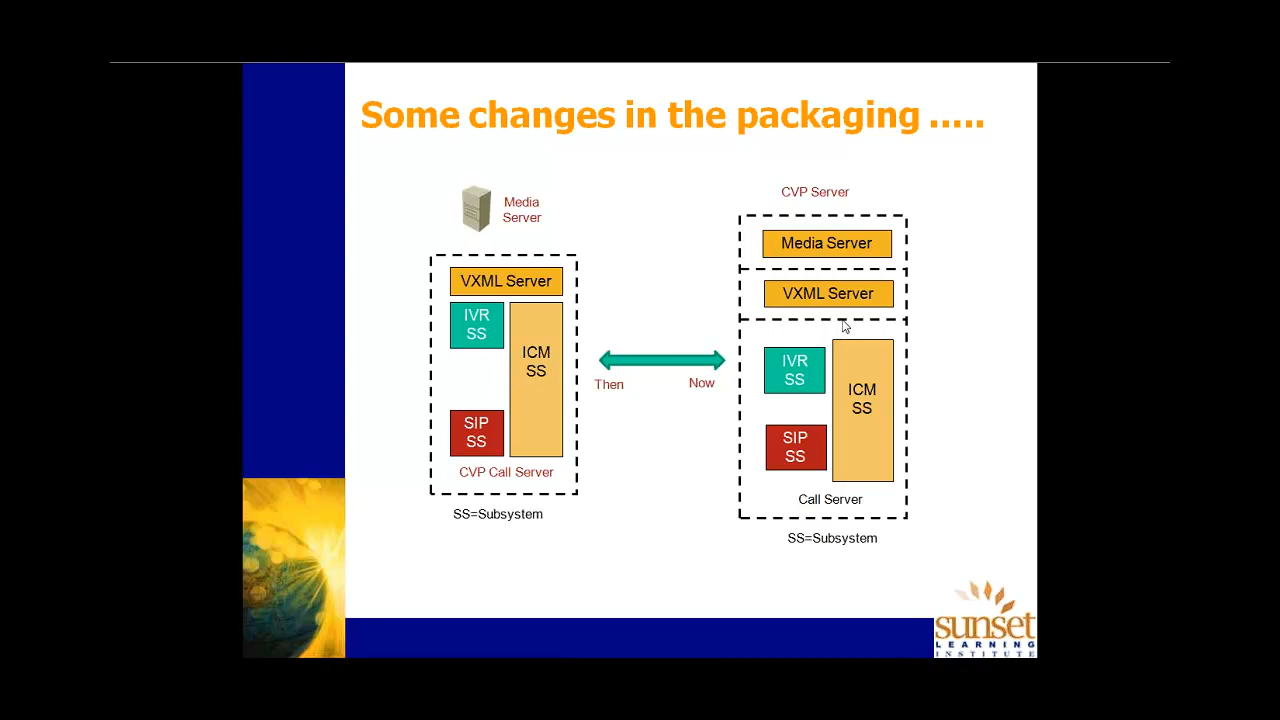 Some changes in the packaging .....
Media
Server
VXML Server
IVR
SS
ICM
SS
SIP
SS
CVP Call Server
SS=Subsystem
Then
Now
CVP Server
Media Server
VXML Server
IVR
SS
ICM
SS
SIP
SS
Call Server
SS=Subsystem
sunset
LEARNING
INSTITUTE